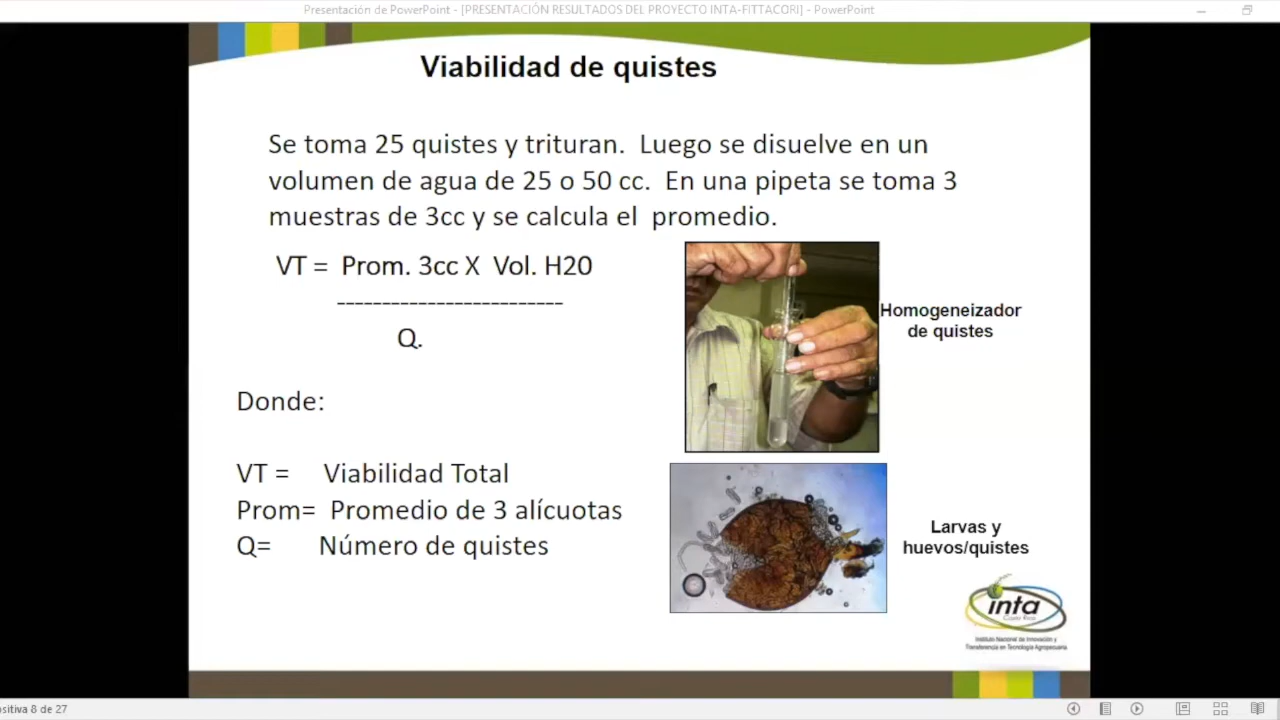 Presentación de PowerPoint - [PRESENTACIÓN RESULTADOS DEL PROYECTO INTA-FITTACORI] - PowerPoint
Viabilidad de quistes
Se toma 25 quistes y trituran. Luego se disuelve en un
volumen de agua de 25 o 50 cc. En una pipeta se toma 3
muestras de 3cc y se calcula el promedio.
VT = Prom. 3cc X Vol. H20
-------------------------
Q.
Homogeneizador
de quistes
Donde:
VT = Viabilidad Total
Prom= Promedio de 3 alícuotas
Q= Número de quistes
Larvas y
huevos/quistes
inta
Costa Rica
Instituto Nacional de Innovación y
Transferencia en Tecnología Agropecuaria
ositiva 8 de 27